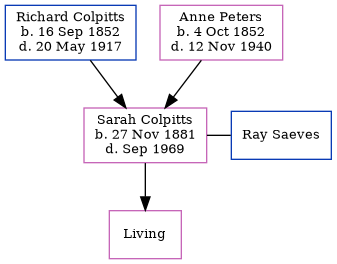 Richard Colpitts
b. 16 Sep 1852
d. 20 May 1917
Anne Peters
b. 4 Oct 1852
d. 12 Nov 1940
Sarah Colpitts
b. 27 Nov 1881
d. Sep 1969
Ray Saeves
Living